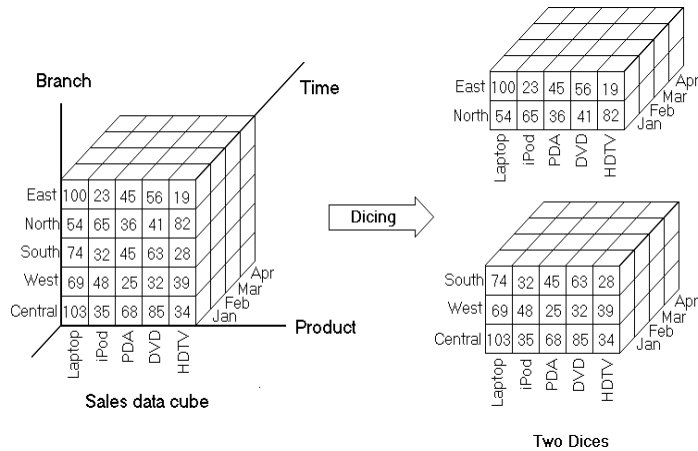 Branch
Time
East 100 23 45 56 19
North 54 65 36 41 82
South 74 32 45 63 28
West 69 48 25 32 39
Central 103 35 68 85 34
Jan
Feb
Mar
Apr
Product
Laptop
iPod
PDA
DVD
HDTV
Sales data cube
Dicing
East 100 23 45 56 19
North 54 65 36 41 82
Jan
Feb
Mar
Apr
Laptop
iPod
PDA
DVD
HDTV
South 74 32 45 63 28
West 69 48 25 32 39
Central 103 35 68 85 34
Jan
Feb
Mar
Apr
Laptop
iPod
PDA
DVD
HDTV
Two Dices